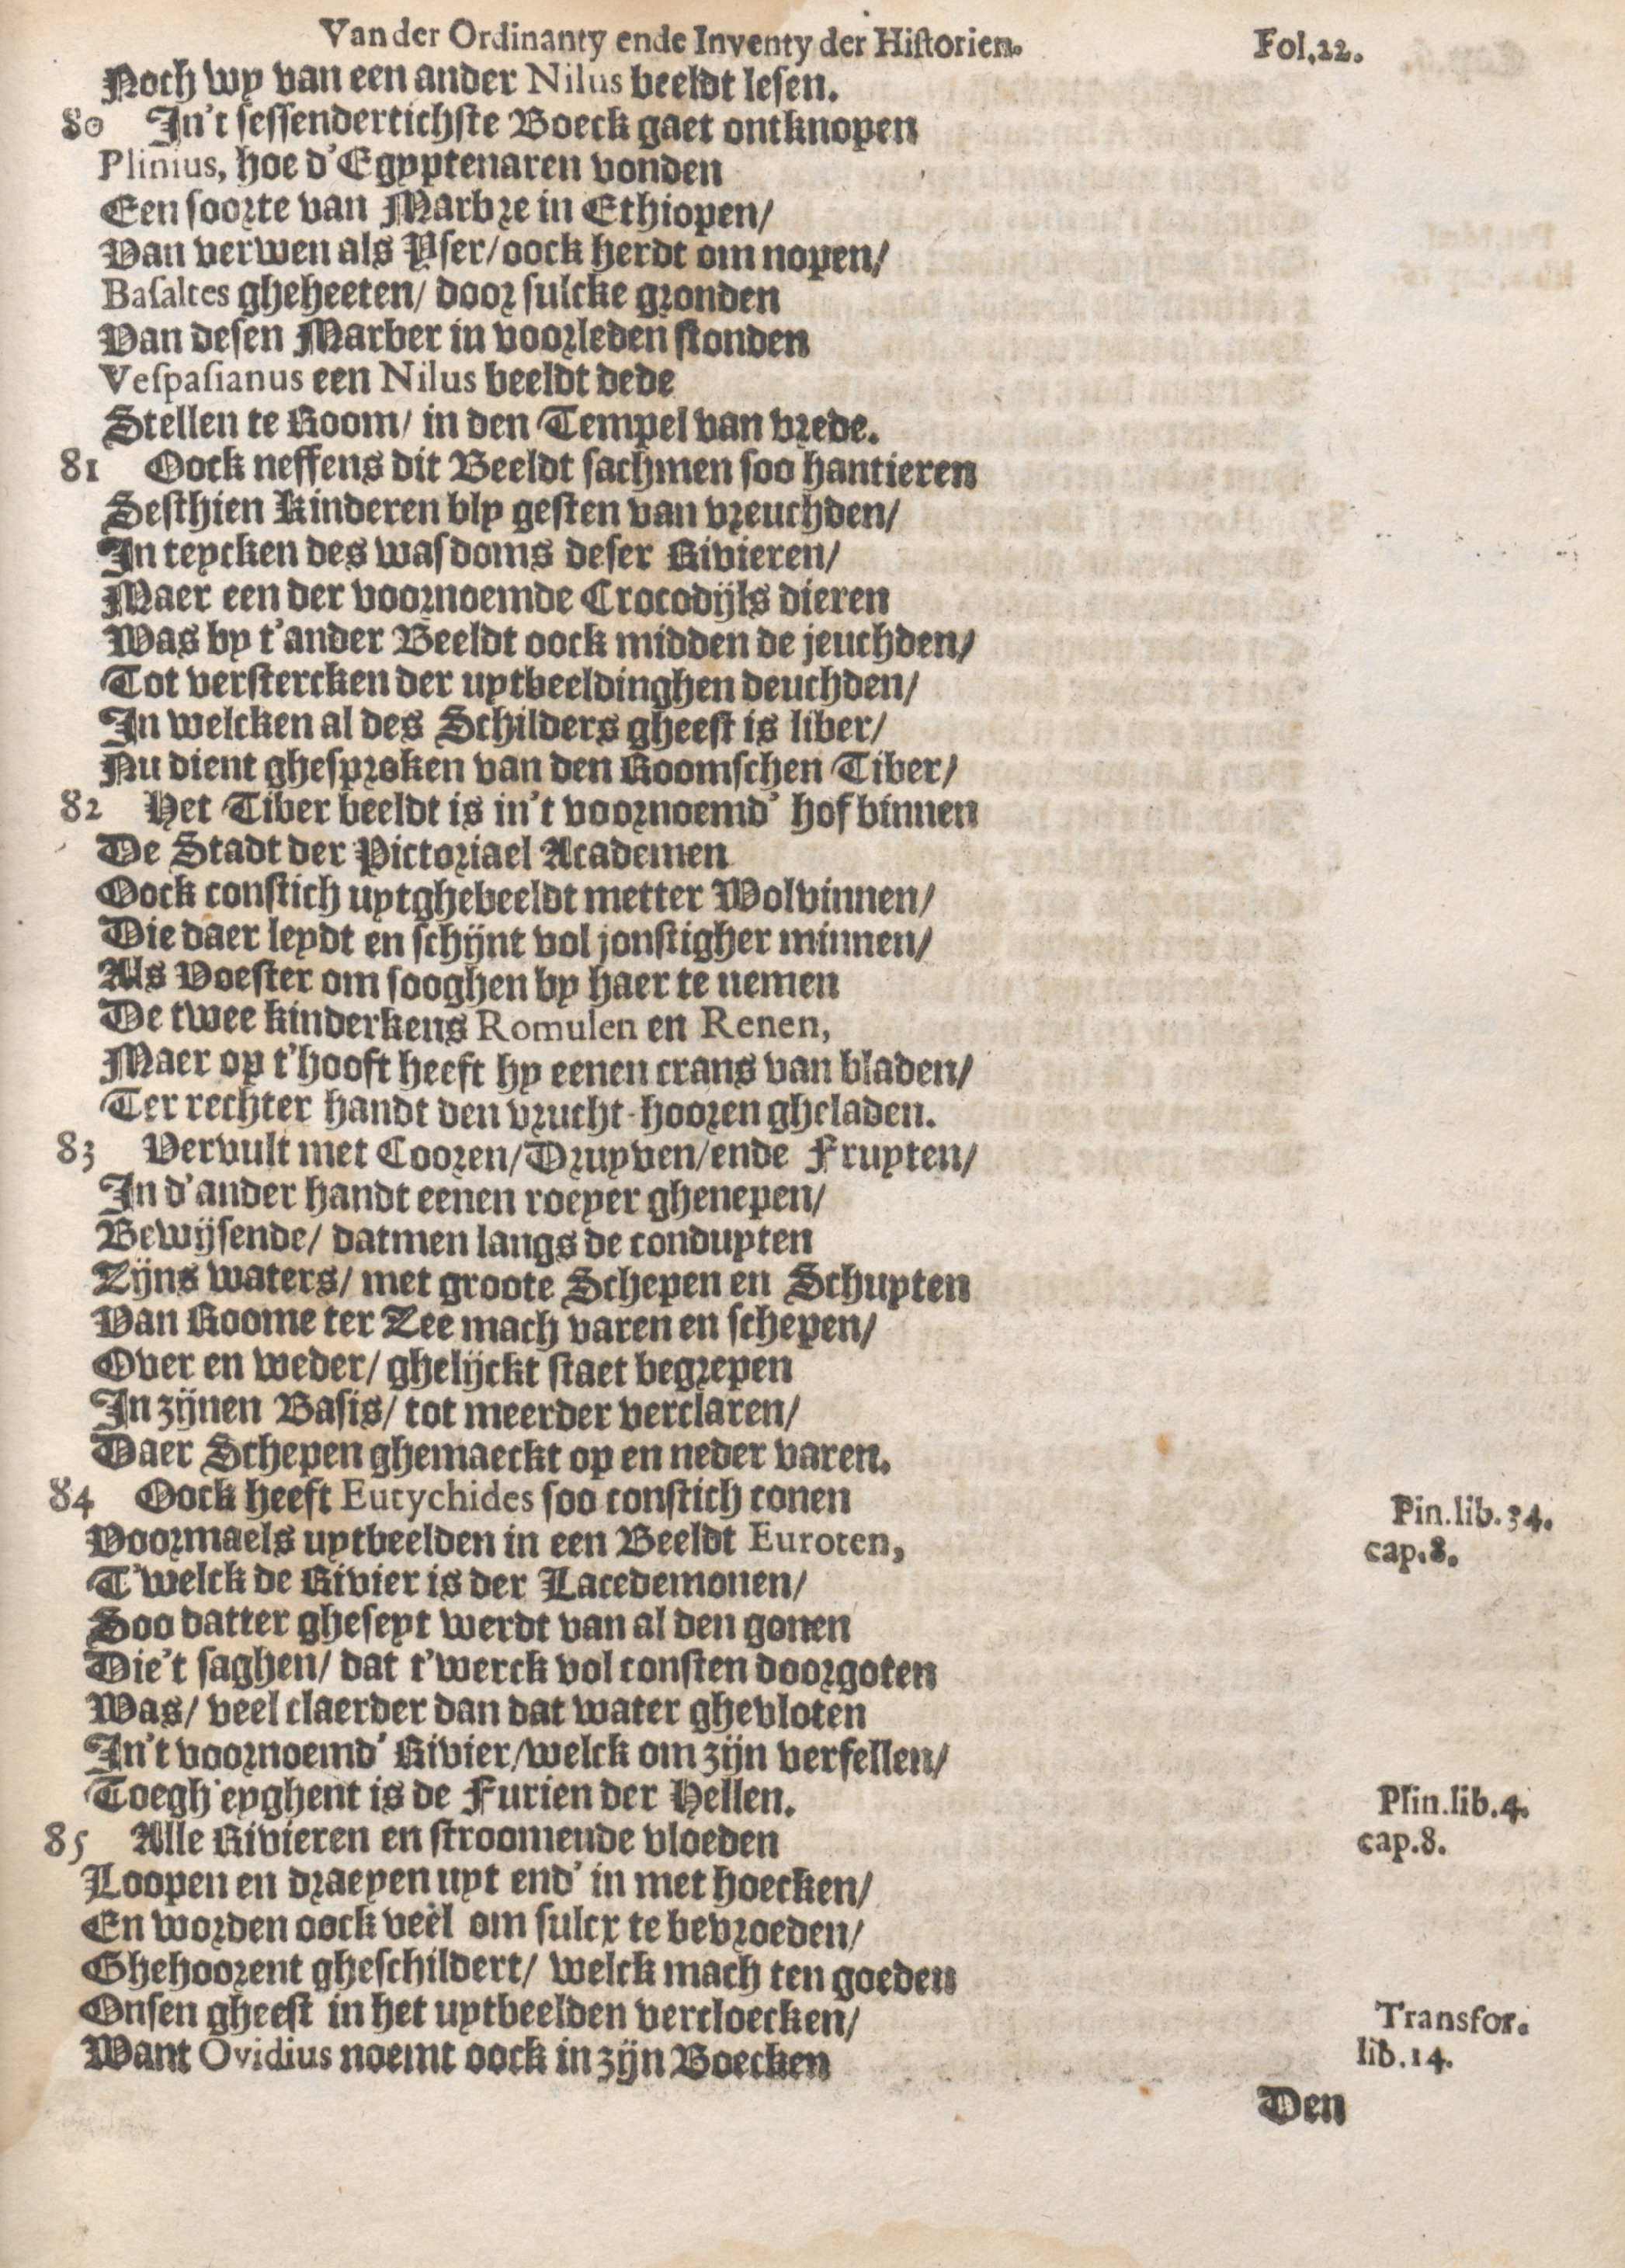 Van der Ordinanty ende Inventy der Historien. Fol.22.
Noch wy van een ander Nilus beeldt lesen.
80 In't sessendertichste Boeck gaet ontknopen
Plinius, hoe d'Egyptenaren vonden
Een soorte van Marbre in Ethiopen/
Van verwen als Yser/ oock herdt om nopen/
Basaltes gheheeten/ door sulcke gronden
Van desen Marber in voorleden stonden
Vespasianus een Nilus beeldt dede
Stellen te Room/ in den Tempel van vrede.
81 Oock neffens dit Beeldt sachmen soo hantieren
Sesthien kinderen bly gesten van vreuchden/
In teycken des wasdoms deser Rivieren/
Maer een der voornoemde Crocodijls dieren
Was by t'ander Beeldt oock midden de jeuchden/
Tot verstercken der uytbeeldinghen deuchden/
In welcken al des Schilders gheest is liber/
Nu dient ghesproken van den Roomschen Tiber/
82 Het Tiber beeldt is in't voornoemd' hof binnen
De Stadt der Pictoriael Academen
Oock constich uytghebeeldt metter Wolvinnen/
Die daer leydt en schijnt vol jonstigher minnen/
Als Voester om sooghen by haer te nemen
De twee kinderkens Romulen en Renen,
Maer op t'hooft heeft hy eenen crans van bladen/
Ter rechter handt den vrucht-hooren gheladen.
83 Vervult met Cooren/Druyven/ende Fruyten/
In d'ander handt eenen roeyer ghenepen/
Bewijsende/ datmen langs de conduyten
Zijns waters/ met groote Schepen en Schuyten
Van Roome ter Zee mach varen en schepen/
Over en weder/ ghelijckt staet begrepen
In zijnen Basis/ tot meerder verclaren/
Daer Schepen ghemaeckt op en neder varen.
84 Oock heeft Eutychides soo constich conen
Voormaels uytbeelden in een Beeldt Euroten,
T'welck de Rivier is der Lacedemonen/
Soo datter gheseyt werdt van al den gonen
Die't saghen/ dat t'werck vol consten doorgoten
Was/ veel claerder dan dat water ghevloten
In't voornoemd' Rivier/welck om zijn verfellen/
Toegh'eyghent is de Furien der Hellen.
85 Alle Rivieren en stroomende vloeden
Loopen en draeyen uyt end' in met hoecken/
En worden oock veel om sulcx te bevroeden/
Ghehoorent gheschildert/ welck mach ten goeden
Onsen gheest in het uytbeelden vercloecken/
Want Ovidius noemt oock in zijn Boecken
Den
Pin.lib.34.
cap.8.
Plin.lib.4.
cap.8.
Transfor.
lib.14.